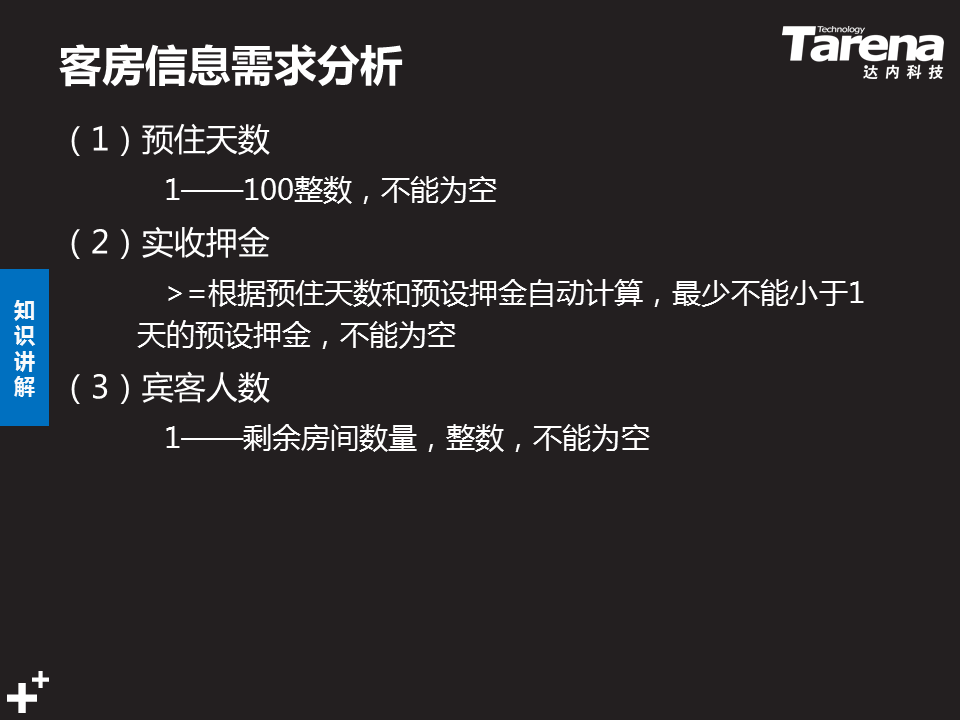 客房信息需求分析
Technology
Tarena
达内科技
（1）预住天数
1——100整数，不能为空
（2）实收押金
>=根据预住天数和预设押金自动计算，最少不能小于1
天的预设押金，不能为空
（3）宾客人数
1——剩余房间数量，整数，不能为空
知
识
讲
解